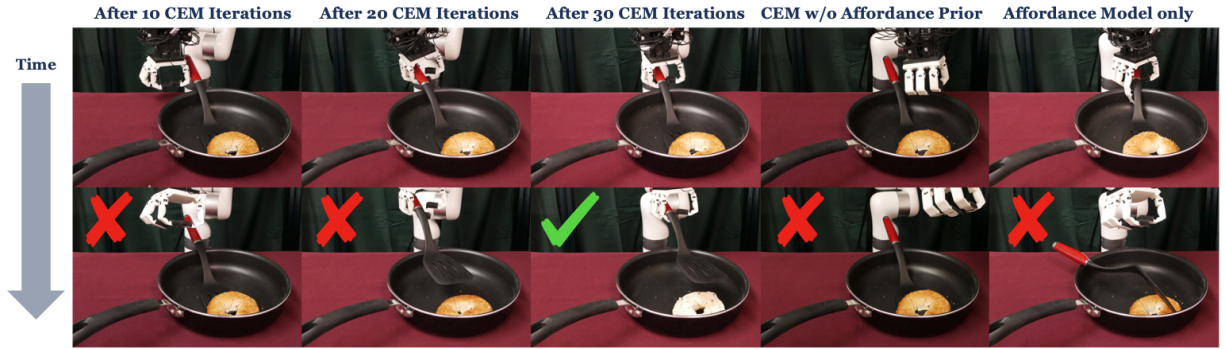 After 10 CEM Iterations
After 20 CEM Iterations
After 30 CEM Iterations
CEM w/o Affordance Prior
Affordance Model only
Time